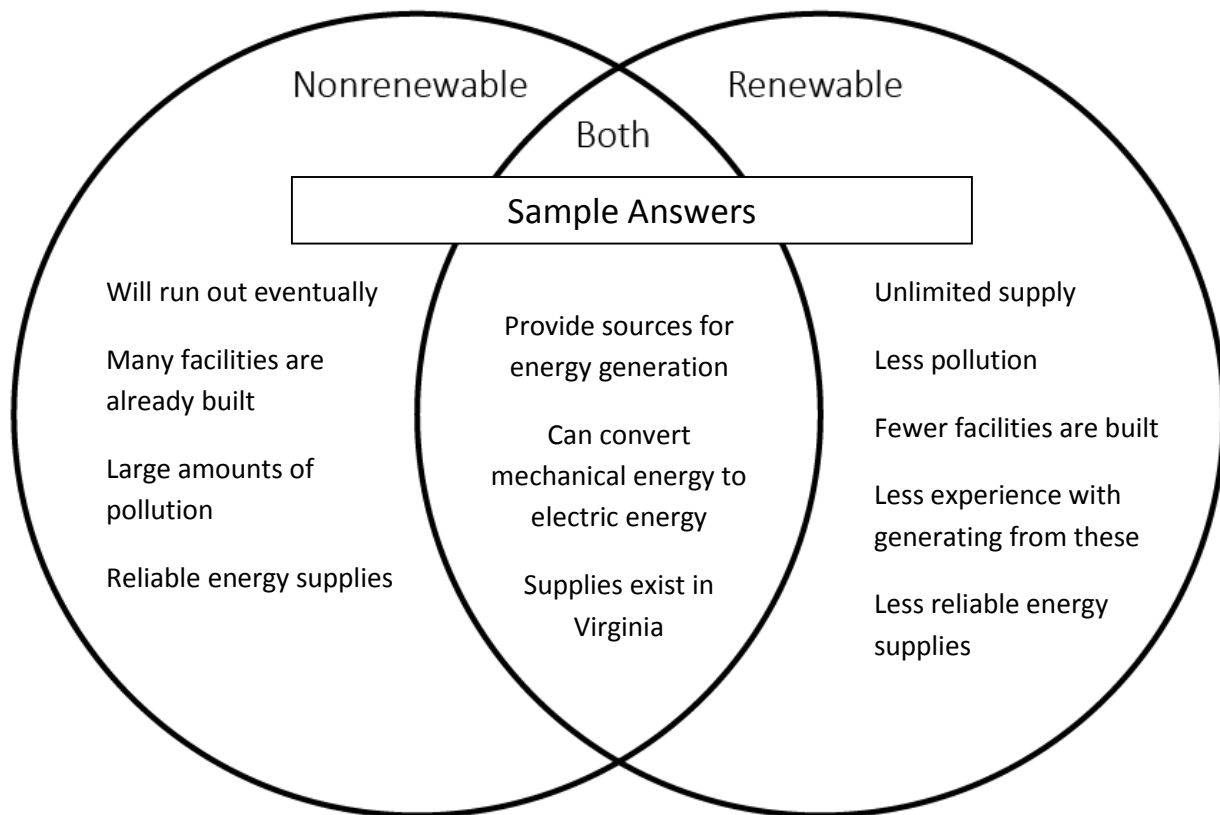 Nonrenewable
Renewable
Both
Sample Answers
Will run out eventually
Many facilities are
already built
Large amounts of
pollution
Reliable energy supplies
Provide sources for
energy generation
Can convert
mechanical energy to
electric energy
Supplies exist in
Virginia
Unlimited supply
Less pollution
Fewer facilities are built
Less experience with
generating from these
Less reliable energy
supplies